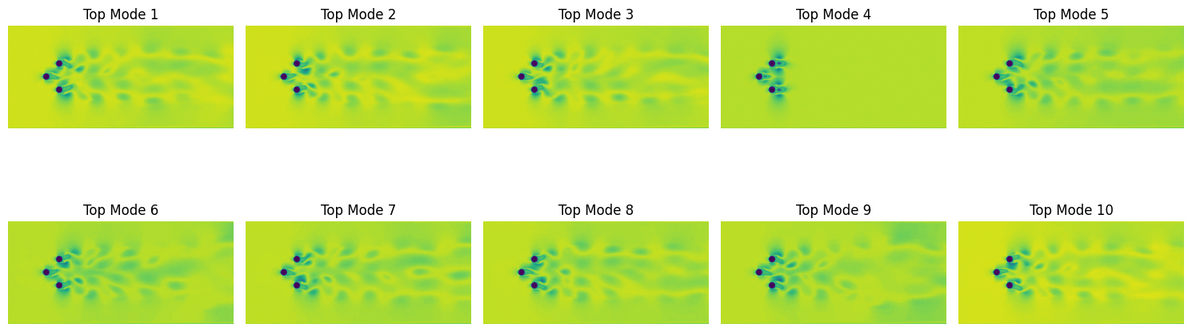 Top Mode 1
Top Mode 2
Top Mode 3
Top Mode 4
Top Mode 5
Top Mode 6
Top Mode 7
Top Mode 8
Top Mode 9
Top Mode 10